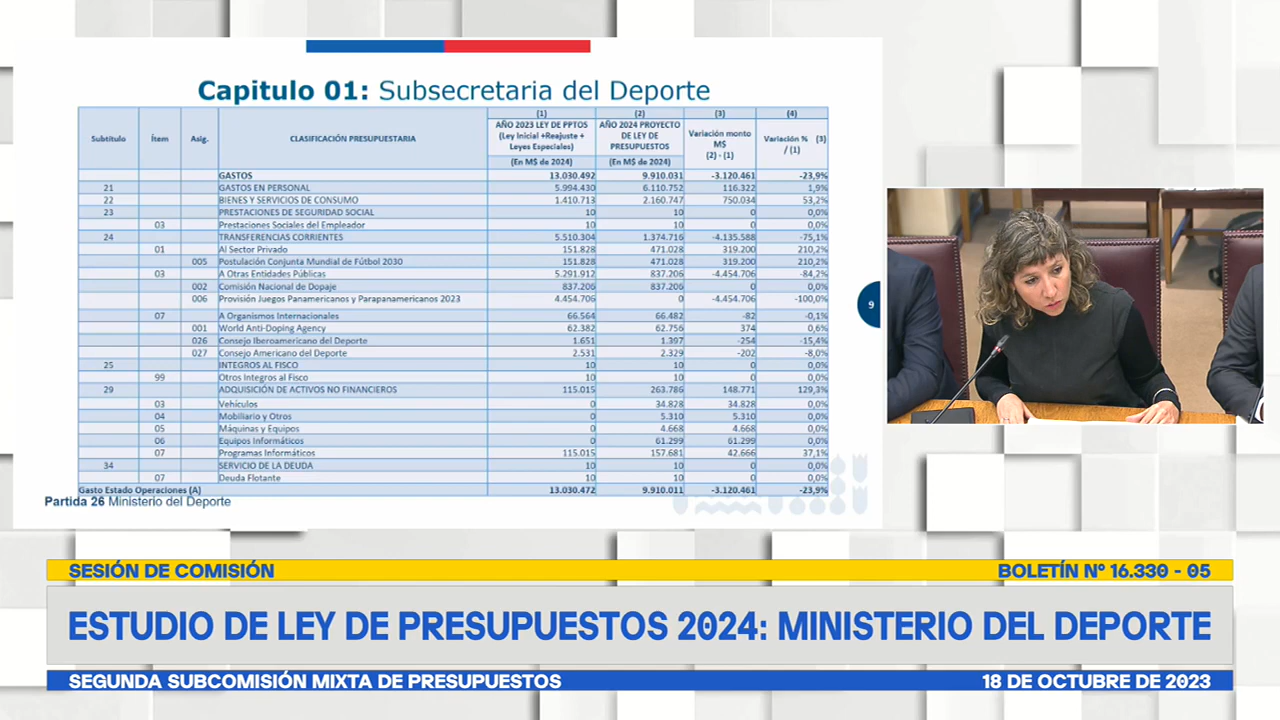 Capitulo 01: Subsecretaria del Deporte
Subtítulo Ítem Asig. CLASIFICACIÓN PRESUPUESTARIA (1) AÑO 2023 LEY DE PPTOS (Ley Inicial +Reajuste + Leyes Especiales) (En M$ de 2024) (2) AÑO 2024 PROYECTO DE LEY DE PRESUPUESTOS (En M$ de 2024) (3) Variación monto M$ (2) - (1) (4) Variación % (3) / (1)
GASTOS 13.030.492 9.910.031 -3.120.461 -23,9%
21 GASTOS EN PERSONAL 5.994.430 6.110.752 116.322 1,9%
22 BIENES Y SERVICIOS DE CONSUMO 1.410.713 2.160.747 750.034 53,2%
23 PRESTACIONES DE SEGURIDAD SOCIAL 10 10 0 0,0%
03 Prestaciones Sociales del Empleador 10 10 0 0,0%
24 TRANSFERENCIAS CORRIENTES 5.510.304 1.374.716 -4.135.588 -75,1%
01 Al Sector Privado 151.828 471.028 319.200 210,2%
005 Postulación Conjunta Mundial de Fútbol 2030 151.828 471.028 319.200 210,2%
03 A Otras Entidades Públicas 5.291.912 837.206 -4.454.706 -84,2%
002 Comisión Nacional de Dopaje 837.206 837.206 0 0,0%
006 Provisión Juegos Panamericanos y Parapanamericanos 2023 4.454.706 0 -4.454.706 -100,0%
07 A Organismos Internacionales 66.564 66.482 -82 -0,1%
001 World Anti-Doping Agency 62.382 62.756 374 0,6%
026 Consejo Iberoamericano del Deporte 1.651 1.397 -254 -15,4%
027 Consejo Americano del Deporte 2.531 2.329 -202 -8,0%
25 INTEGROS AL FISCO 10 10 0 0,0%
99 Otros Integros al Fisco 10 10 0 0,0%
29 ADQUISICIÓN DE ACTIVOS NO FINANCIEROS 115.015 263.786 148.771 129,3%
03 Vehículos 0 34.828 34.828 0,0%
04 Mobiliario y Otros 0 5.310 5.310 0,0%
05 Máquinas y Equipos 0 4.668 4.668 0,0%
06 Equipos Informáticos 0 61.299 61.299 0,0%
07 Programas Informáticos 115.015 157.681 42.666 37,1%
34 SERVICIO DE LA DEUDA 10 10 0 0,0%
07 Deuda Flotante 10 10 0 0,0%
Gasto Estado Operaciones (A) 13.030.472 9.910.011 -3.120.461 -23,9%
Partida 26 Ministerio del Deporte
9
SESIÓN DE COMISIÓN
BOLETÍN N° 16.330 - 05
ESTUDIO DE LEY DE PRESUPUESTOS 2024: MINISTERIO DEL DEPORTE
SEGUNDA SUBCOMISIÓN MIXTA DE PRESUPUESTOS
18 DE OCTUBRE DE 2023